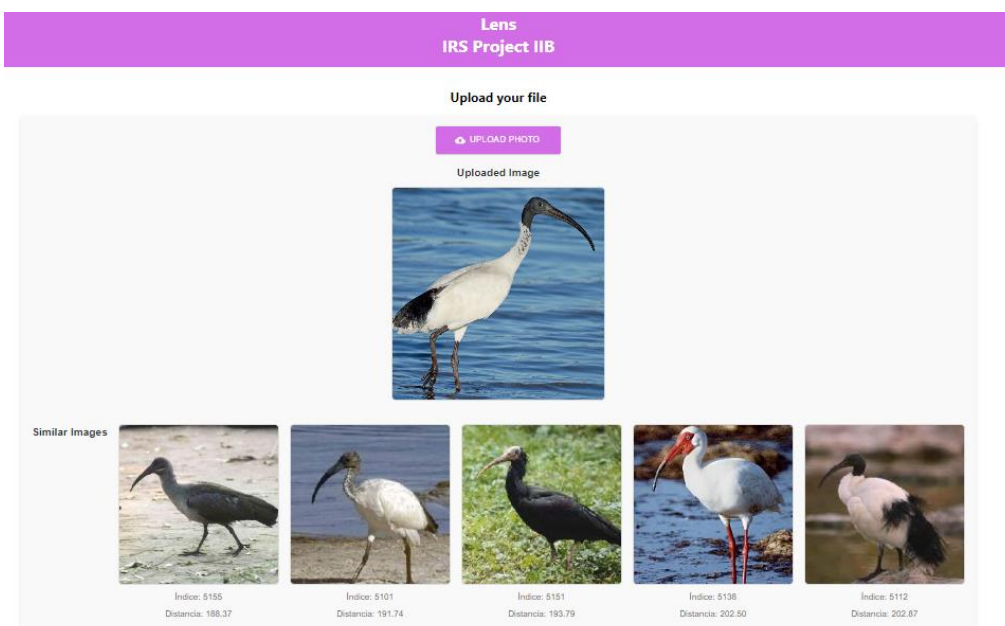 Lens
IRS Project IIB
Upload your file
UPLOAD PHOTO
Uploaded Image
Similar Images
Índice: 5155
Distancia: 188.37
Índice: 5101
Distancia: 191.74
Índice: 5151
Distancia: 193.79
Índice: 5138
Distancia: 202.50
Índice: 5112
Distancia: 202.87